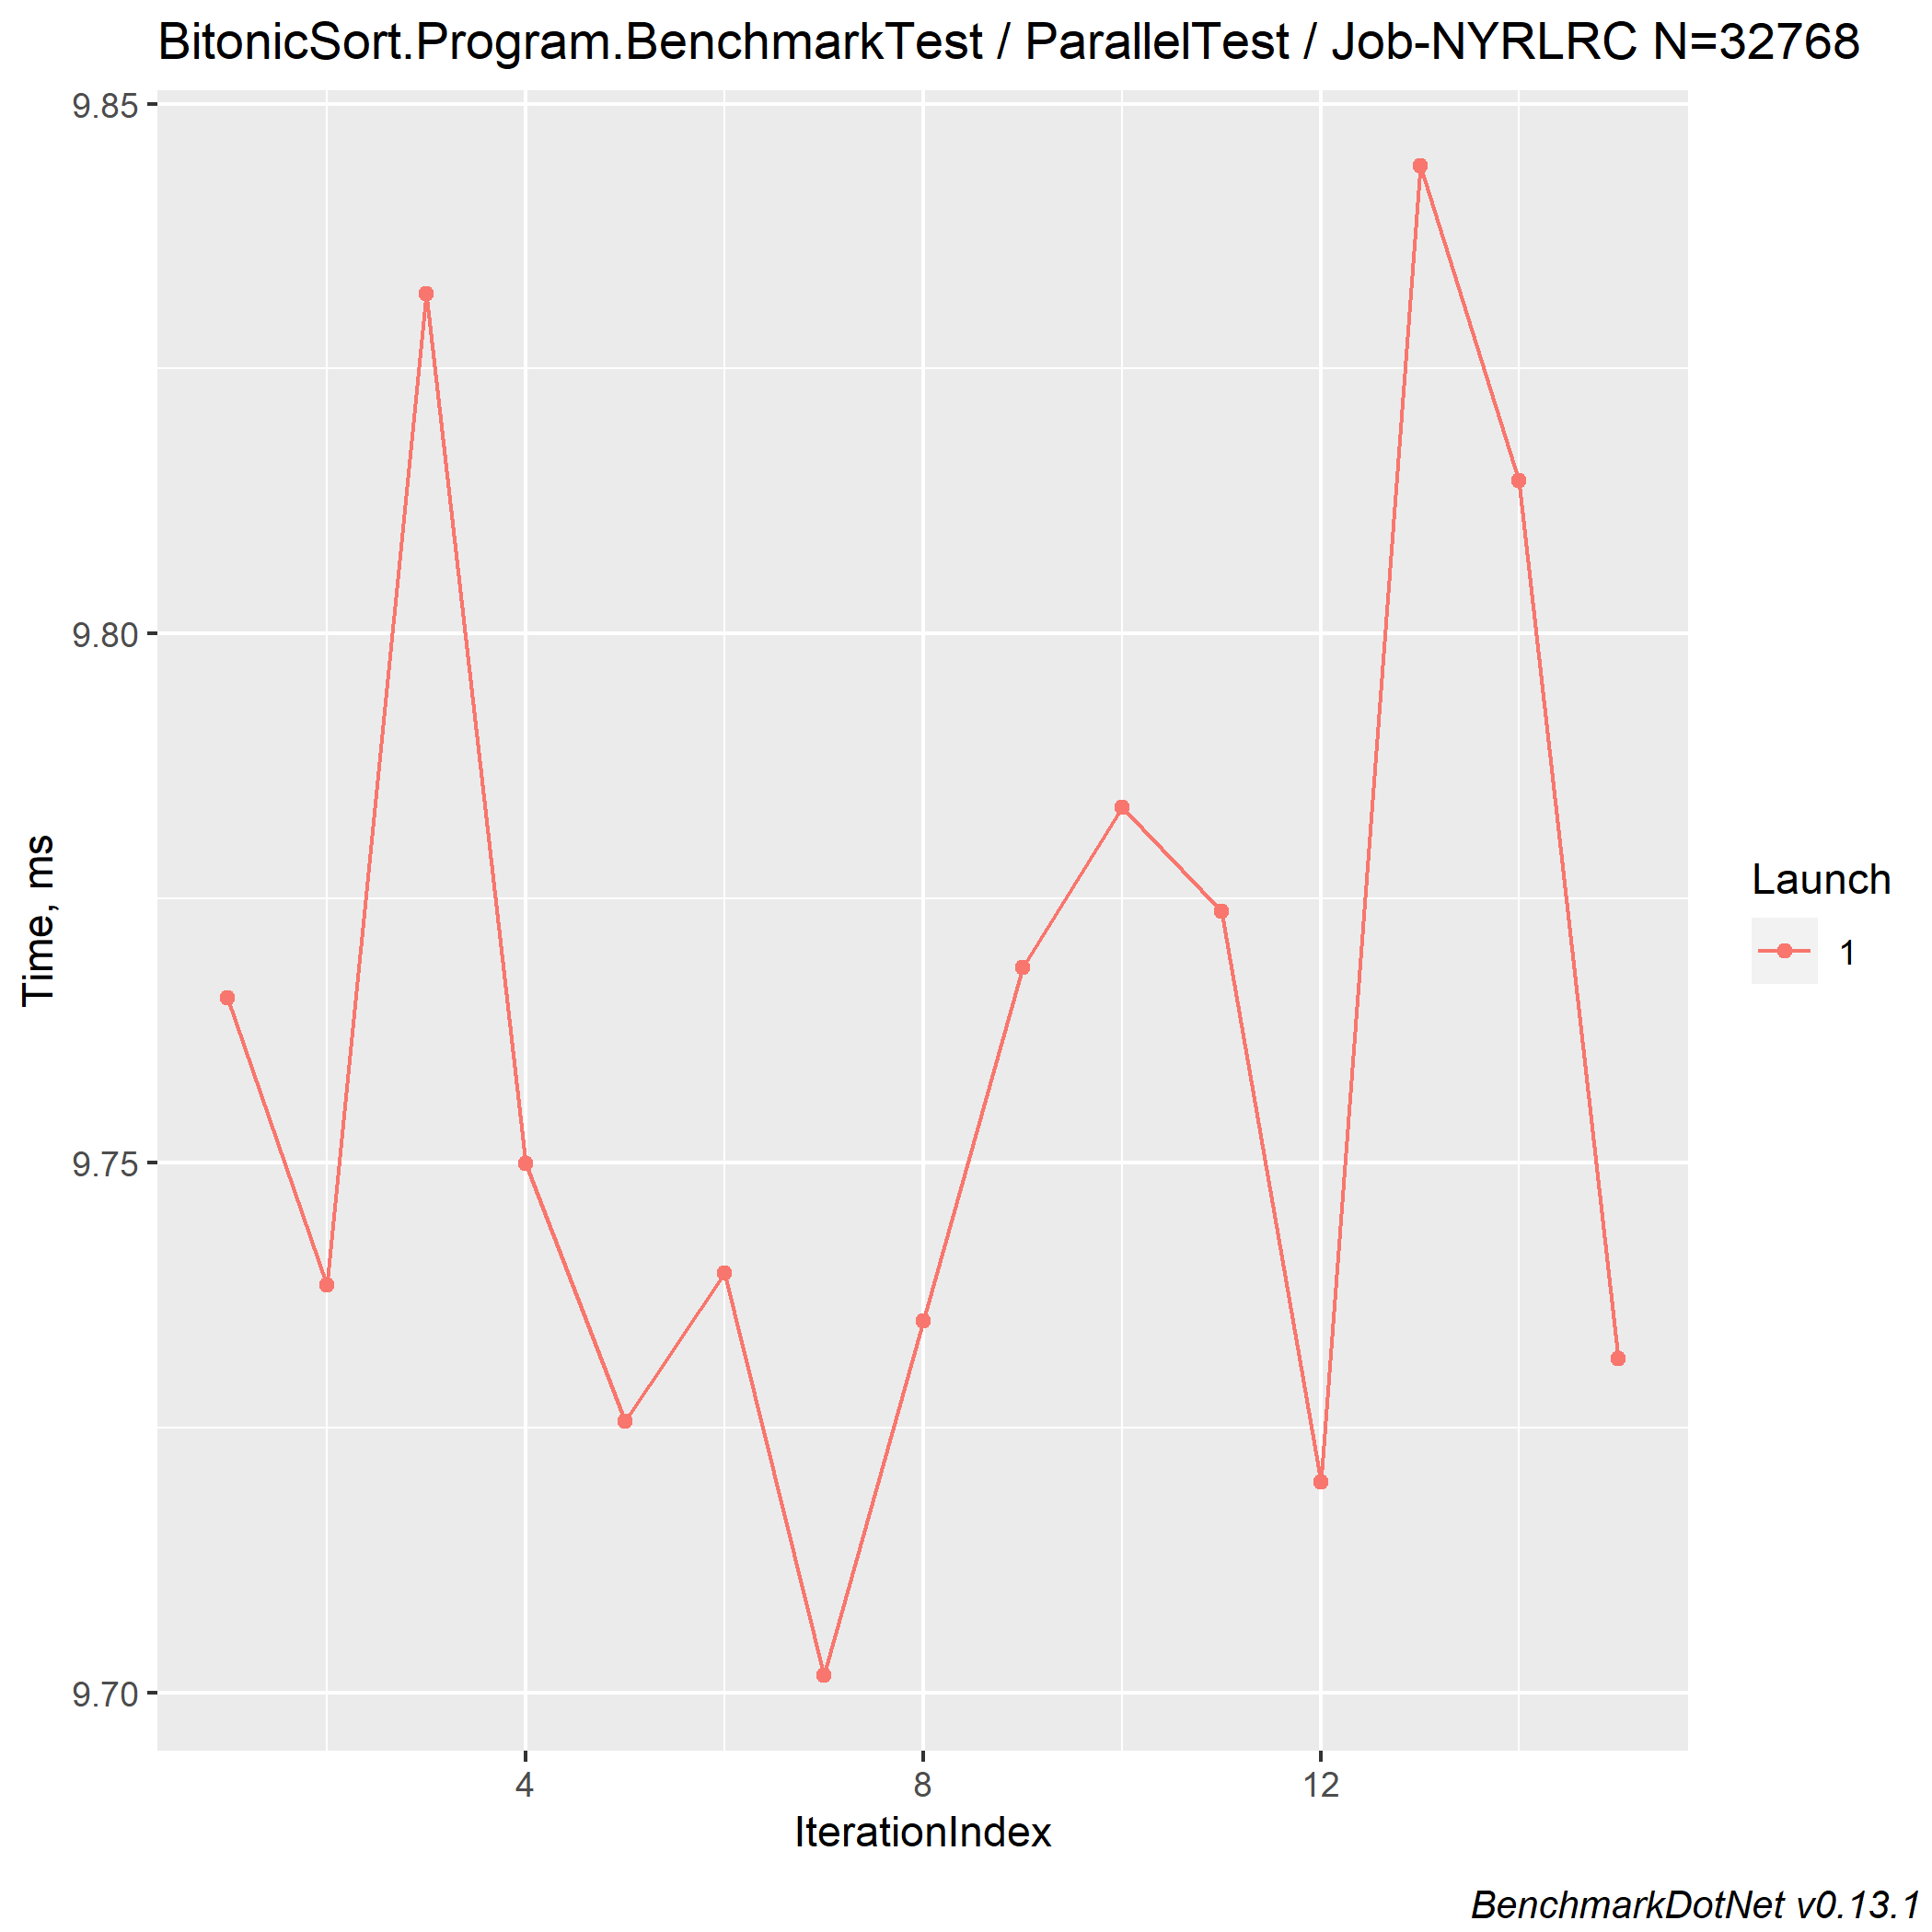 BitonicSort.Program.BenchmarkTest / ParallelTest / Job-NYRLRC N=32768
9.85
9.80
9.75
9.70
Time, ms
4
8
12
IterationIndex
Launch
1
BenchmarkDotNet v0.13.1